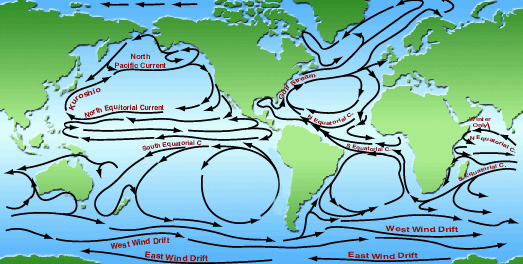 North
Pacific Current
Kuroshio
Gulf Stream
North Equitorial Current
N Equatorial C.
Winter
Only
N Equatorial C.
South Equatorial C.
S Equatorial C.
S Equatorial C.
West Wind Drift
West Wind Drift
East Wind Drift
East Wind Drift